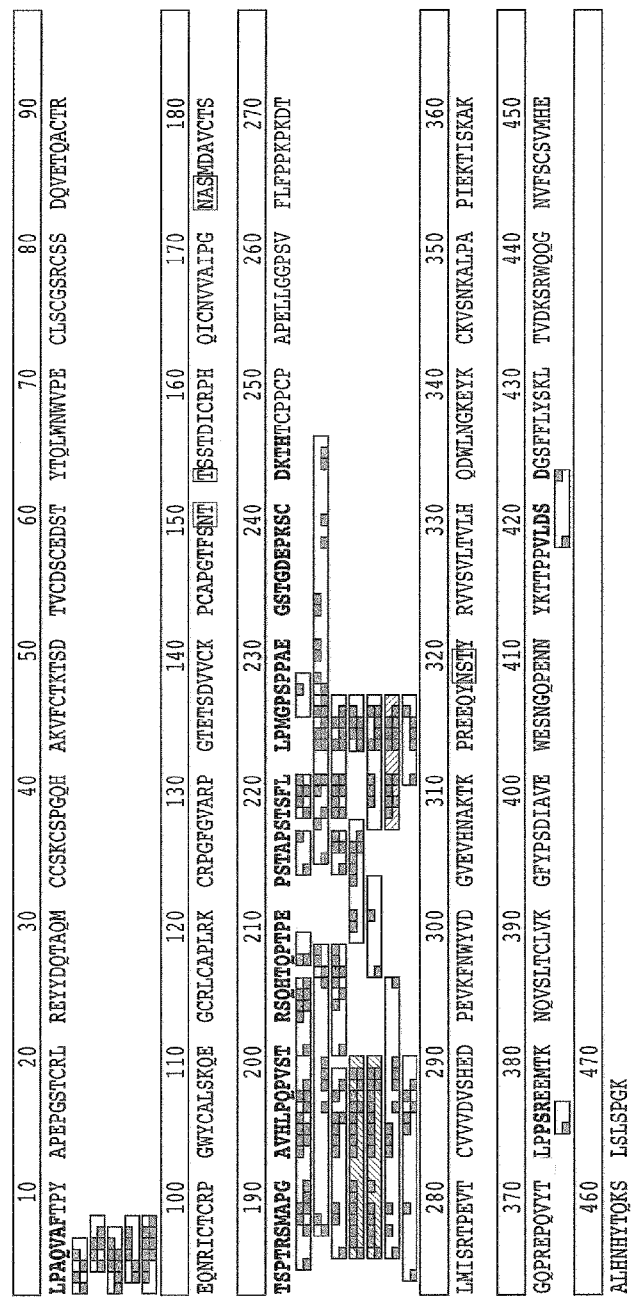 10 20 30 40 50 60 70 80 90
LPAQVAFTPY APEPGSTCRL REYYDQTAQM CCSKCSPGQH AKVFCTKTSD TVCDSCEDST YTQLWNWVPE CLSCGSRCSS DQVETQACTR
100 110 120 130 140 150 160 170 180
EQNRICTCRP GWYCALSKQE GCRLCAPLRK CRPGFGVARP GTETSDVVCK PCAPGTFSNT TSSTDICRPH QICNVVAIPG NASMDAVCTS
190 200 210 220 230 240 250 260 270
TSPTRSMAPG AVHLPQPVST RSQHTQPTPE PSTAPSTSFL LPMGPSPPAE GSTGDEPKSC DKTHTCPPCP APELLGGPSV FLFPPKPKDT
280 290 300 310 320 330 340 350 360
LMISRTPEVT CVVVDVSHED PEVKFNWYVD GVEVHNAKTK PREEQYNSTY RVVSVLTVLH QDWLNGKEYK CKVSNKALPA PIEKTISKAK
370 380 390 400 410 420 430 440 450
GQPREPQVYT LPPSREEMTK NQVSLTCLVK GFYPSDIAVE WESNGQPENN YKTTPPVLDS DGSFFLYSKL TVDKSRWQQG NVFSCSVMHE
460 470
ALHNHYTQKS LSLSPGK